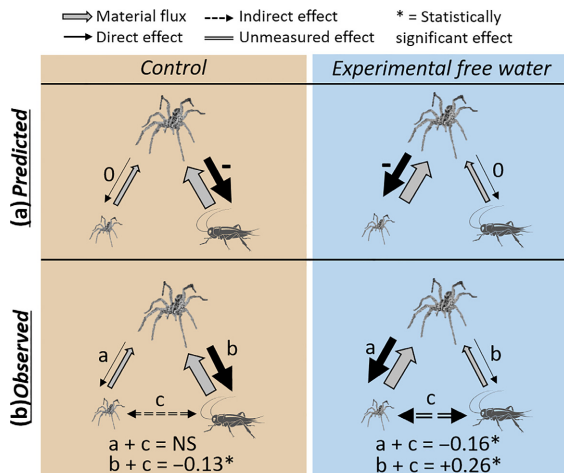 Material flux
Indirect effect
* = Statistically
Direct effect
Unmeasured effect
significant effect
Control
Experimental free water
(a) Predicted
0
-
-
0
(b) Observed
a
b
a
b
c
c
a + c = NS
a + c = −0.16*
b + c = −0.13*
b + c = +0.26*